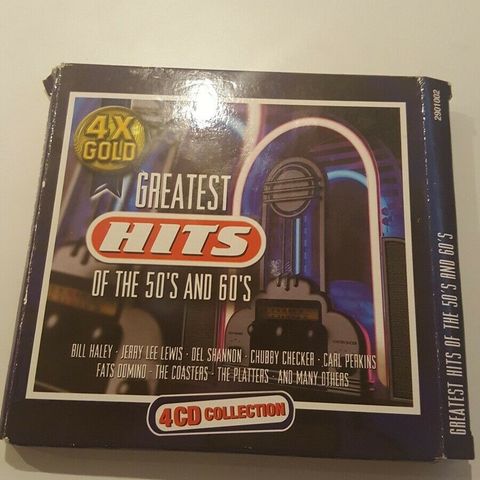 4X
GOLD
GREATEST
HITS
OF THE 50'S AND 60'S
BILL HALEY · JERRY LEE LEWIS · DEL SHANNON · CHUBBY CHECKER · CARL PERKINS
FATS DOMINO · THE COASTERS · THE PLATTERS · AND MANY OTHERS
4CD COLLECTION
2901002
GREATEST HITS OF THE 50'S AND 60'S